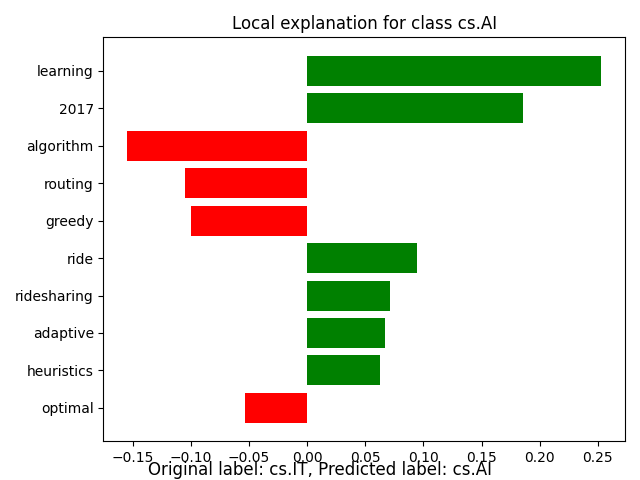 Local explanation for class cs.AI
learning
2017
algorithm
routing
greedy
ride
ridesharing
adaptive
heuristics
optimal
−0.15 −0.10 −0.05 0.00 0.05 0.10 0.15 0.20 0.25
Original label: cs.IT, Predicted label: cs.AI